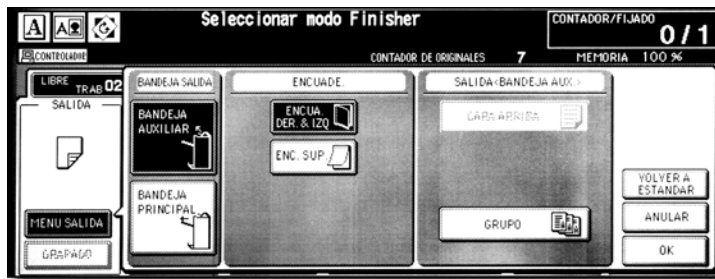 Seleccionar modo Finisher
CONTADOR/FIJADO
0 / 1
CONTROLADOR
CONTADOR DE ORIGINALES 7
MEMORIA 100 %
LIBRE TRAB 02
SALIDA
MENU SALIDA
GRAPADO
BANDEJA SALIDA
BANDEJA
AUXILIAR
BANDEJA
PRINCIPAL
ENCUADE.
ENCUA.
DER. & IZQ
ENC. SUP.
SALIDA<BANDEJA AUX.>
CARA ARRIBA
GRUPO
VOLVER A
ESTANDAR
ANULAR
OK